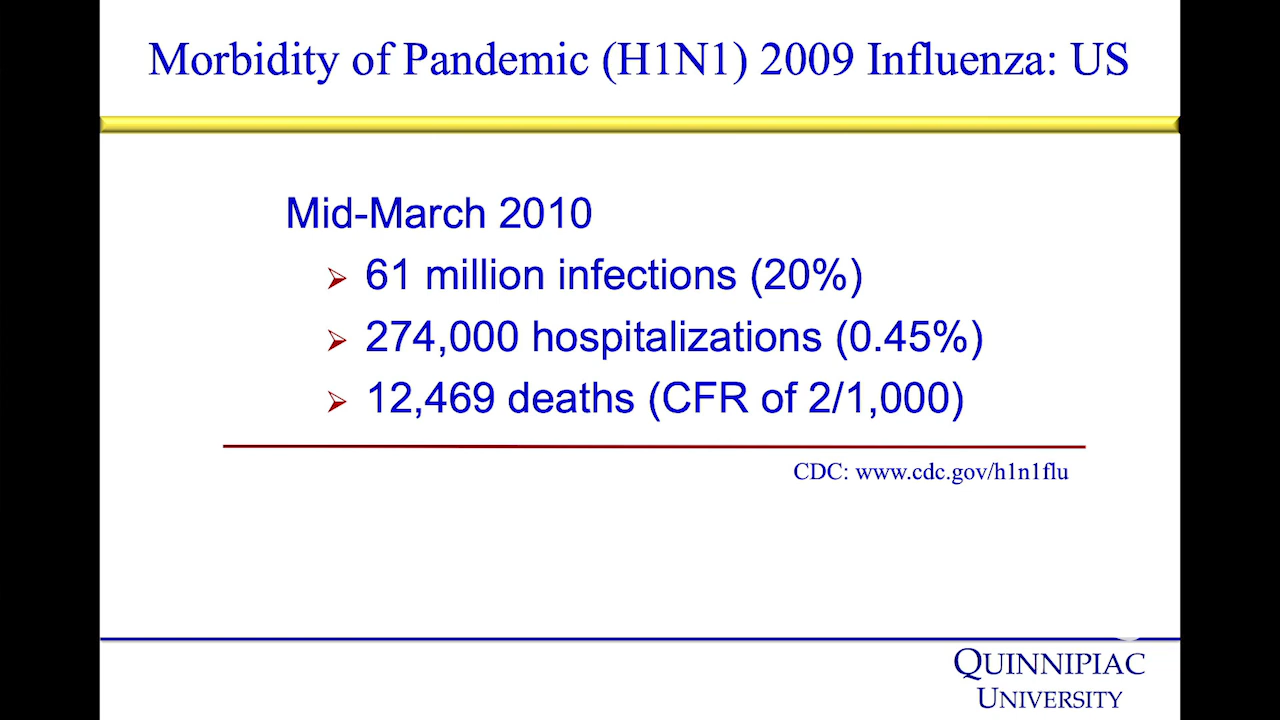 Morbidity of Pandemic (H1N1) 2009 Influenza: US
Mid-March 2010
61 million infections (20%)
274,000 hospitalizations (0.45%)
12,469 deaths (CFR of 2/1,000)
CDC: www.cdc.gov/h1n1flu
QUINNIPIAC
UNIVERSITY